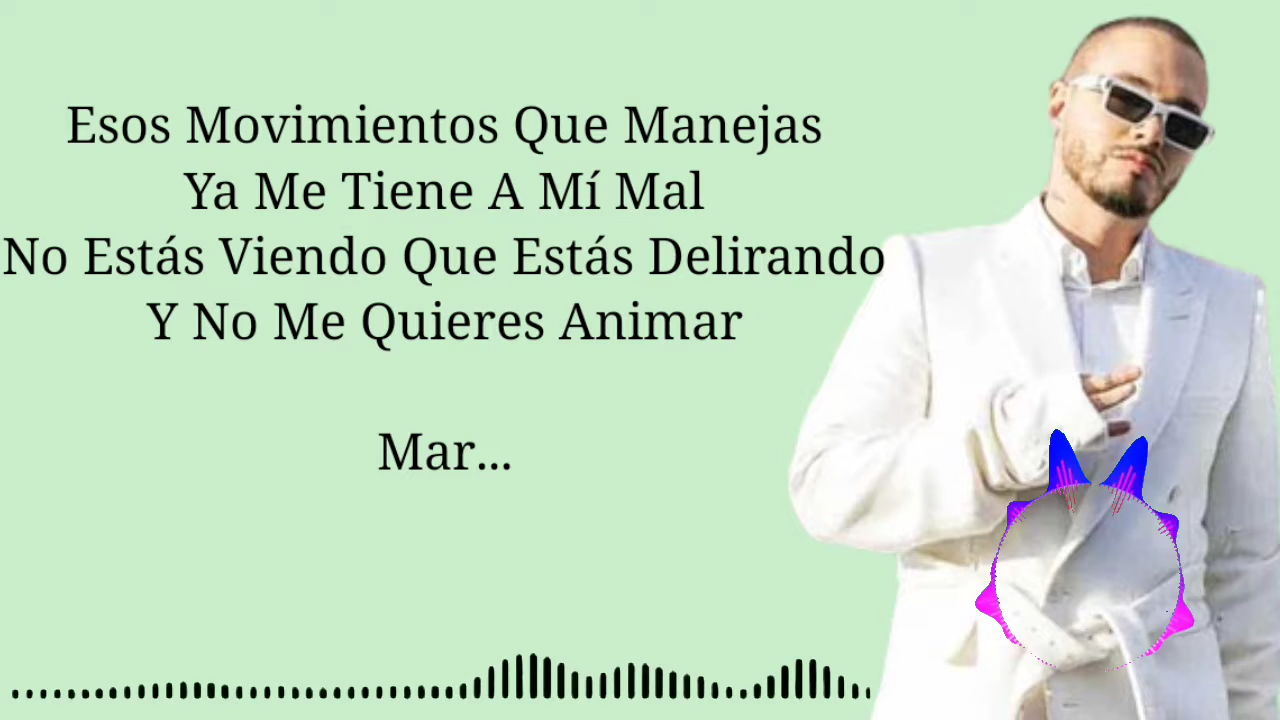 Esos Movimientos Que Manejas
Ya Me Tiene A Mí Mal
No Estás Viendo Que Estás Delirando
Y No Me Quieres Animar
Mar...